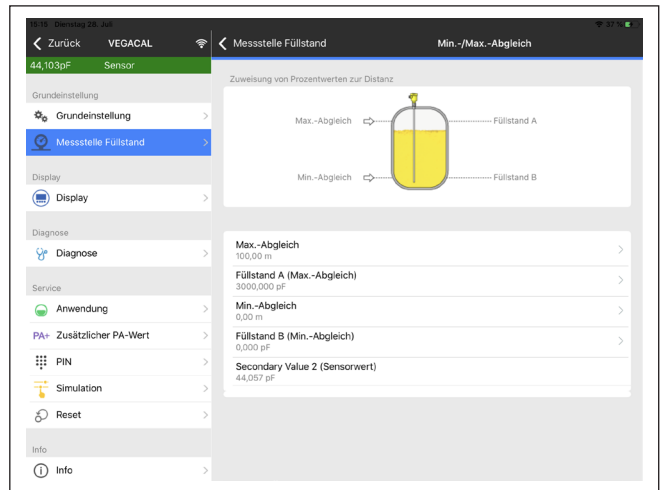 15:15 Dienstag 28. Juli
37 %
Zurück VEGACAL
Messstelle Füllstand
Min.-/Max.-Abgleich
44,103pF Sensor
Grundeinstellung
Grundeinstellung
Messstelle Füllstand
Display
Display
Diagnose
Diagnose
Service
Anwendung
PA+ Zusätzlicher PA-Wert
PIN
Simulation
Reset
Info
Info
Zuweisung von Prozentwerten zur Distanz
Max.-Abgleich
Füllstand A
Min.-Abgleich
Füllstand B
Max.-Abgleich
100,00 m
Füllstand A (Max.-Abgleich)
3000,000 pF
Min.-Abgleich
0,00 m
Füllstand B (Min.-Abgleich)
0,000 pF
Secondary Value 2 (Sensorwert)
44,057 pF